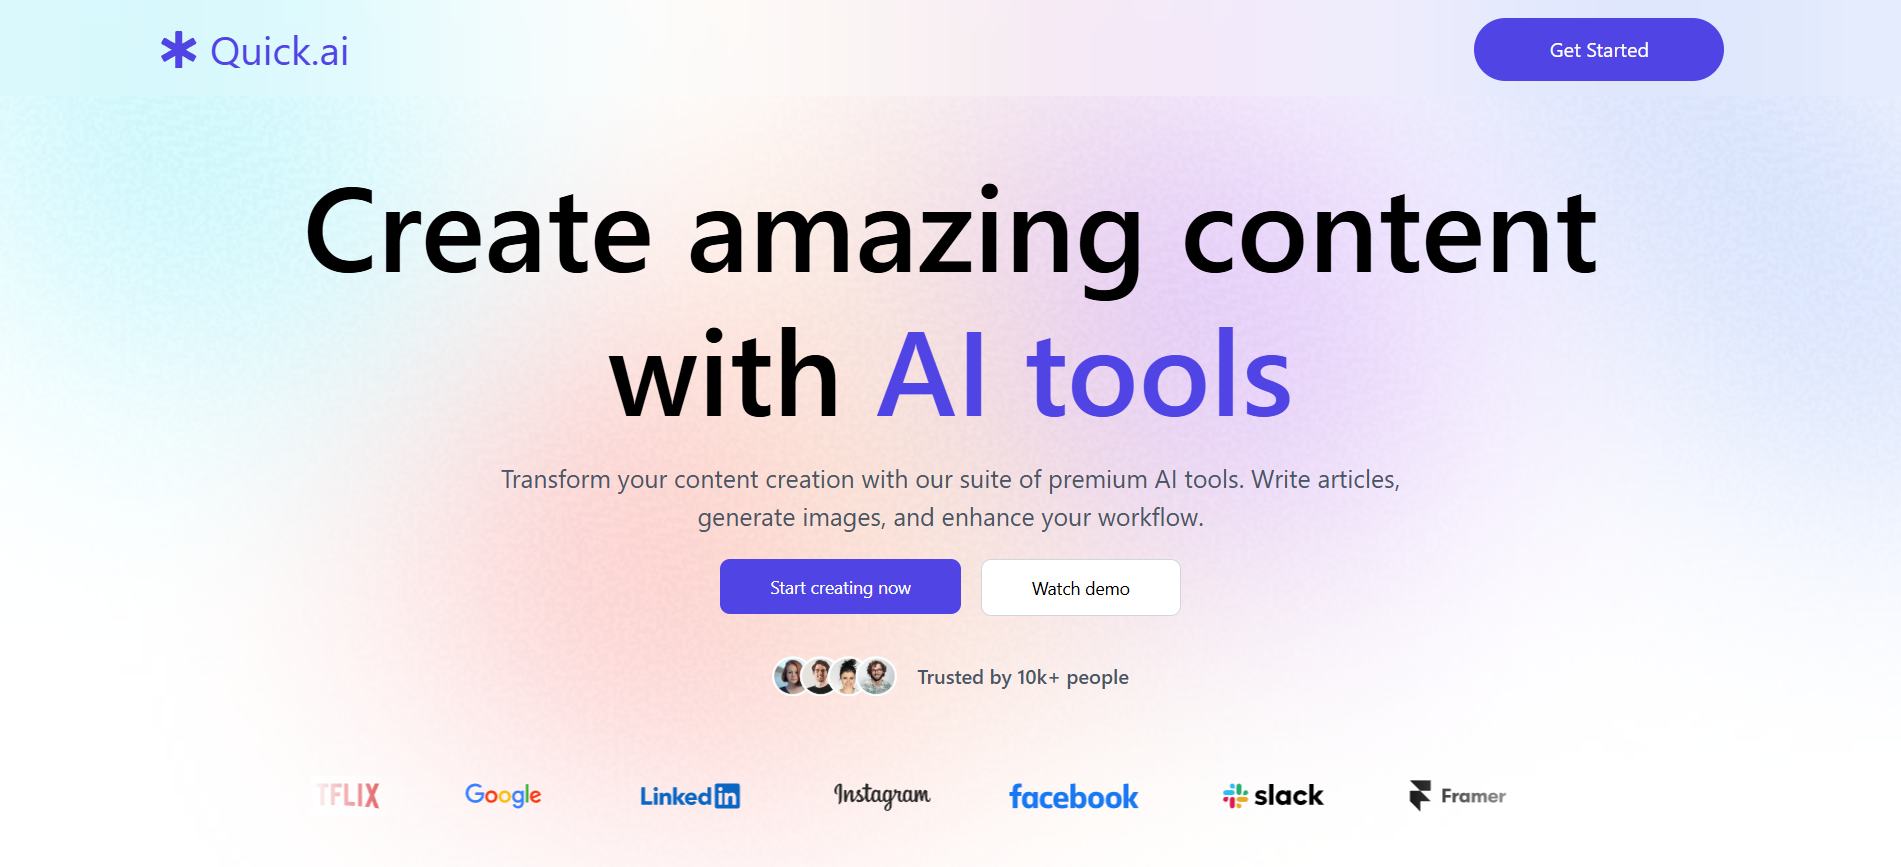 Quick.ai
Get Started
Create amazing content
with AI tools
Transform your content creation with our suite of premium AI tools. Write articles,
generate images, and enhance your workflow.
Start creating now
Watch demo
Trusted by 10k+ people
TFLIX
Google
Linked in
Instagram
facebook
slack
Framer